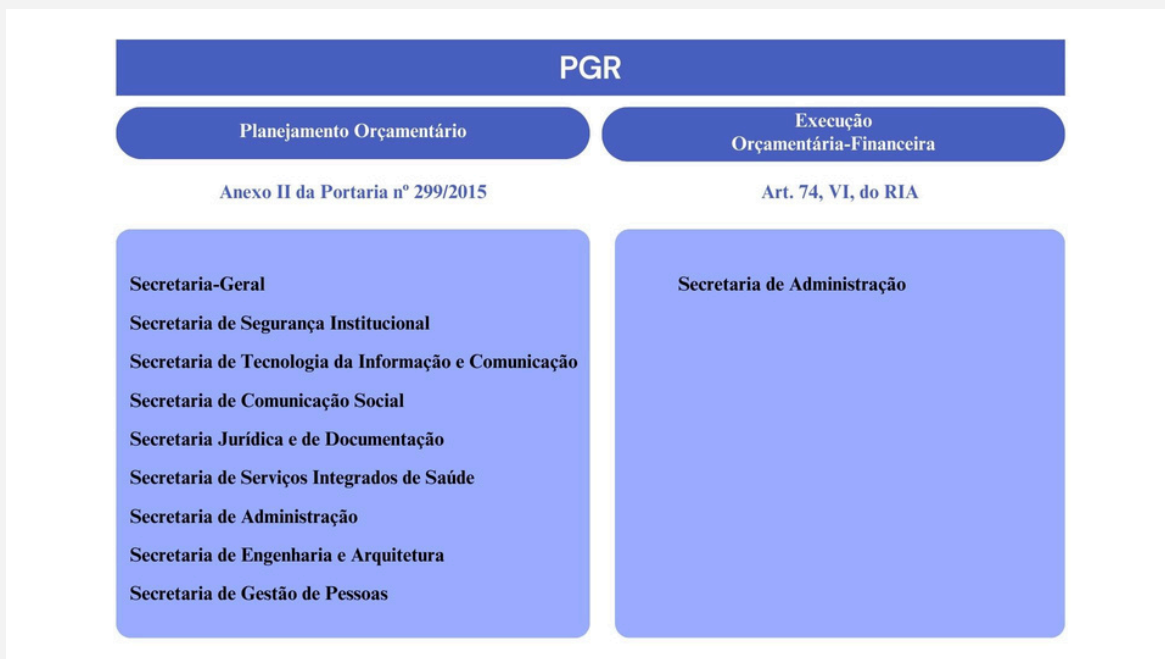 PGR
Planejamento Orçamentário
Execução
Orçamentária-Financeira
Anexo II da Portaria nº 299/2015
Art. 74, VI, do RIA
Secretaria-Geral
Secretaria de Segurança Institucional
Secretaria de Tecnologia da Informação e Comunicação
Secretaria de Comunicação Social
Secretaria Jurídica e de Documentação
Secretaria de Serviços Integrados de Saúde
Secretaria de Administração
Secretaria de Engenharia e Arquitetura
Secretaria de Gestão de Pessoas
Secretaria de Administração